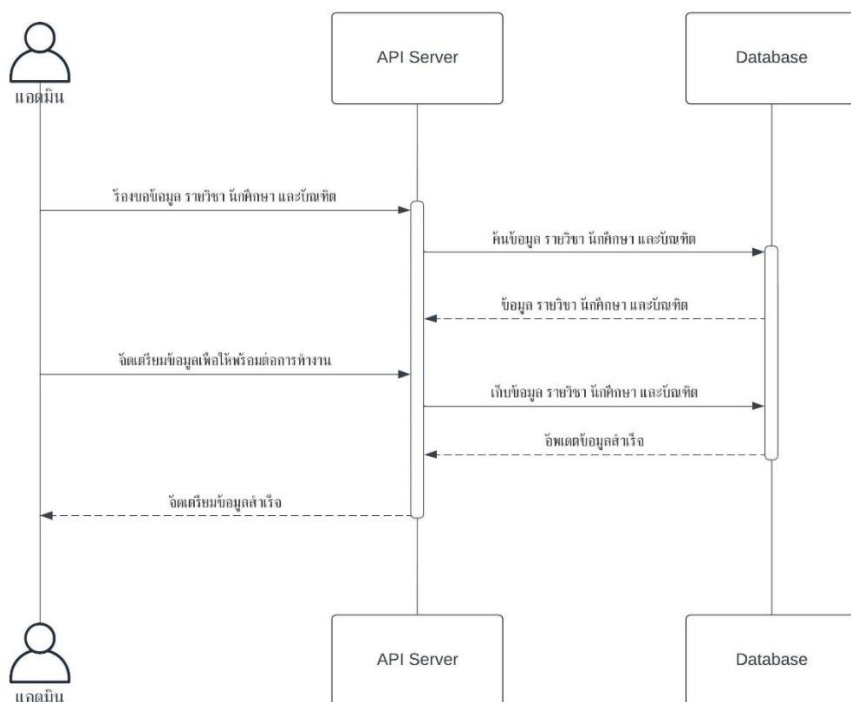 API Server
Database
แอดมิน
ร้องขอข้อมูล รายวิชา นักศึกษา และบัณฑิต
ค้นข้อมูล รายวิชา นักศึกษา และบัณฑิต
ข้อมูล รายวิชา นักศึกษา และบัณฑิต
จัดเตรียมข้อมูลเพื่อให้พร้อมต่อการทำงาน
เก็บข้อมูล รายวิชา นักศึกษา และบัณฑิต
อัพเดตข้อมูลสำเร็จ
จัดเตรียมข้อมูลสำเร็จ
API Server
Database
แอดมิน